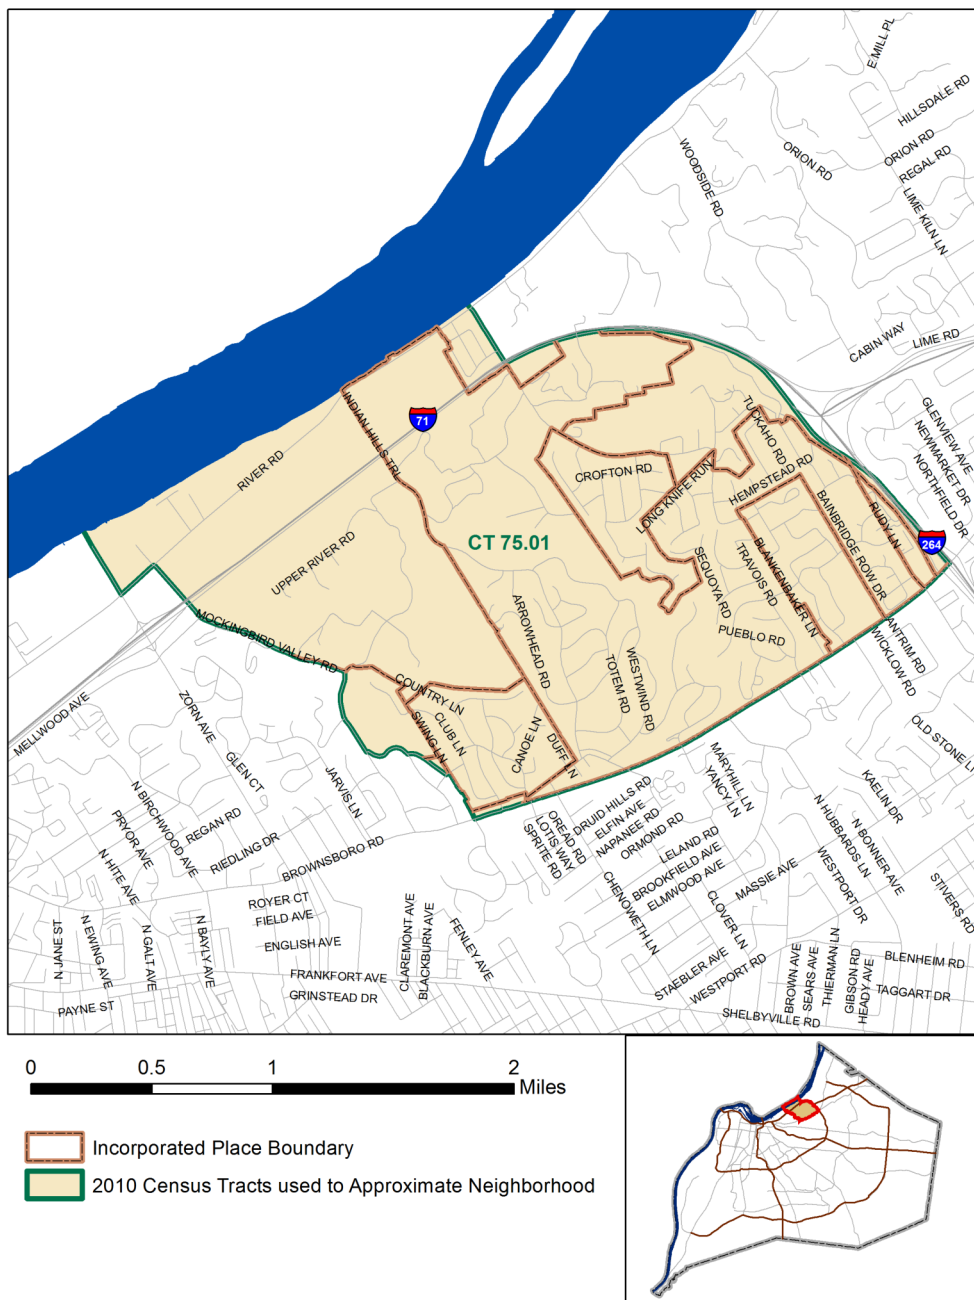 E MILL PL
HILLSDALE RD
ORION RD
ORION RD
REGAL RD
WOODSIDE RD
LIME KILN LN
CABIN WAY
LIME RD
GLENVIEW AVE
NEWMARKET DR
NORTHFIELD DR
INDIAN HILLS TRL
71
TUCKAHO RD
RIVER RD
CROFTON RD
LONG KNIFE RUN
HEMPSTEAD RD
BAINBRIDGE ROW DR
RUDY LN
264
CT 75.01
UPPER RIVER RD
BLANKENBAKER LN
TRAVOIS RD
SEQUOYA RD
PUEBLO RD
ARROWHEAD RD
MOCKINGBIRD VALLEY RD
WESTWIND RD
TOTEM RD
ANTRIM RD
WICKLOW RD
COUNTRY LN
CLUB LN
SWING LN
CANOE LN
DUFF LN
MELLWOOD AVE
ZORN AVE
GLEN CT
JARVIS LN
OLD STONE LN
MARYHILL LN
YANCY LN
KAELIN DR
N BIRCHWOOD AVE
PRYOR AVE
REGAN RD
RIEDLING DR
N HITE AVE
BROWNSBORO RD
DRUID HILLS RD
ELFIN AVE
NAPANEE RD
ORMOND RD
OREAD RD
LOTIS WAY
SPRITE RD
LELAND RD
BROOKFIELD AVE
ELMWOOD AVE
MASSIE AVE
N HUBBARDS LN
N BONNER AVE
WESTPORT DR
STIVERS RD
CHENOWETH LN
CLOVER LN
ROYER CT
FIELD AVE
ENGLISH AVE
CLAREMONT AVE
BLACKBURN AVE
FENLEY AVE
N JANE ST
N EWING AVE
N GALT AVE
N BALY AVE
FRANKFORT AVE
GRINSTEAD DR
PAYNE ST
STAEBLER AVE
WESTPORT RD
BROWN AVE
SEARS AVE
THIERMAN LN
GIBSON RD
HEADY AVE
BLENHEIM RD
TAGGART DR
SHELBYVILLE RD
0 0.5 1 2
Miles
Incorporated Place Boundary
2010 Census Tracts used to Approximate Neighborhood